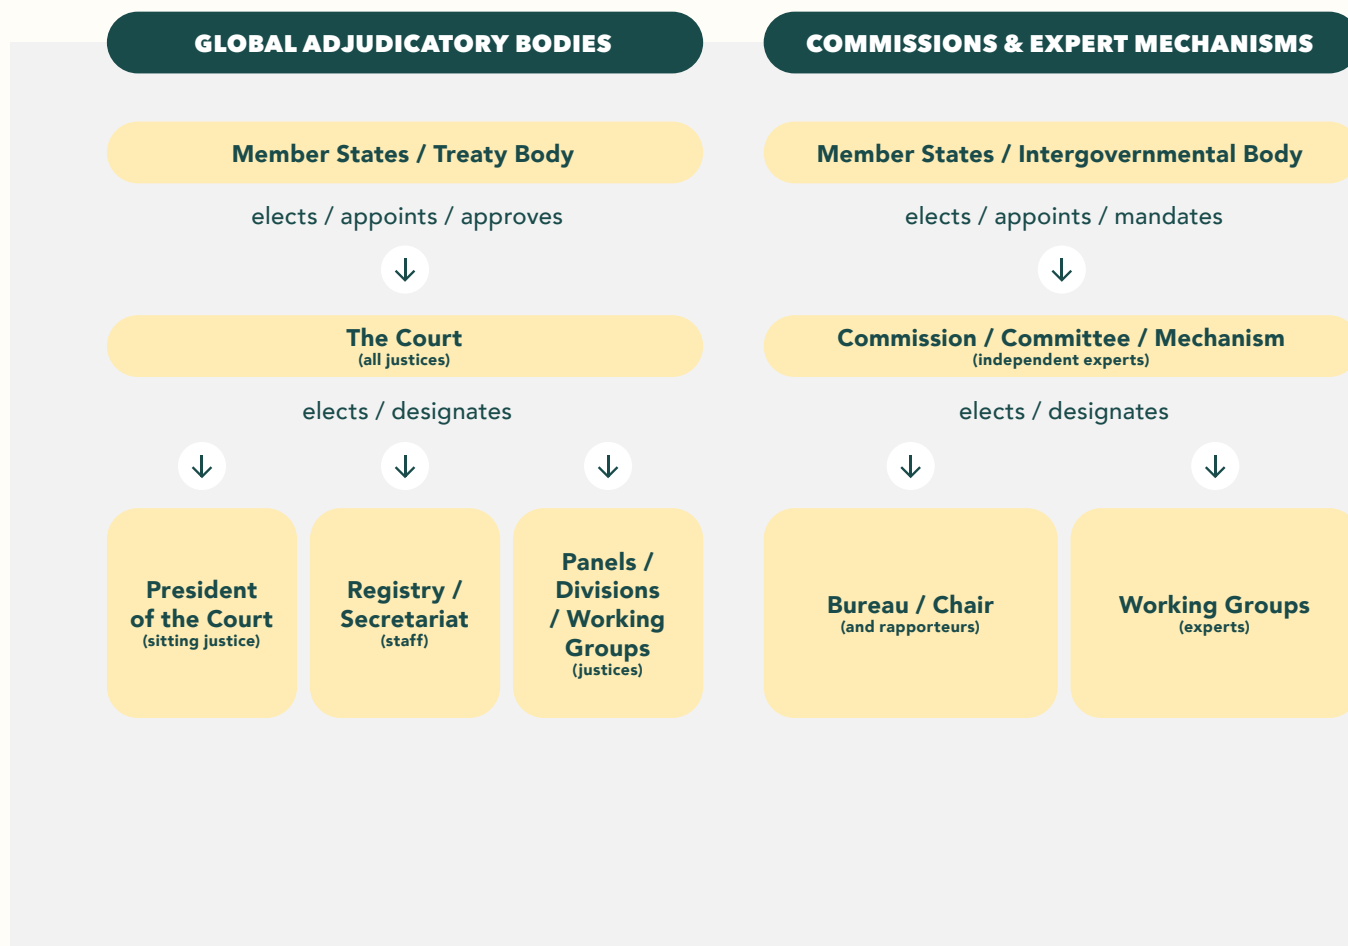 GLOBAL ADJUDICATORY BODIES
Member States / Treaty Body
elects / appoints / approves
The Court
(all justices)
elects / designates
President
of the Court
(sitting justice)
Registry /
Secretariat
(staff)
Panels /
Divisions
/ Working
Groups
(justices)
COMMISSIONS & EXPERT MECHANISMS
Member States / Intergovernmental Body
elects / appoints / mandates
Commission / Committee / Mechanism
(independent experts)
elects / designates
Bureau / Chair
(and rapporteurs)
Working Groups
(experts)